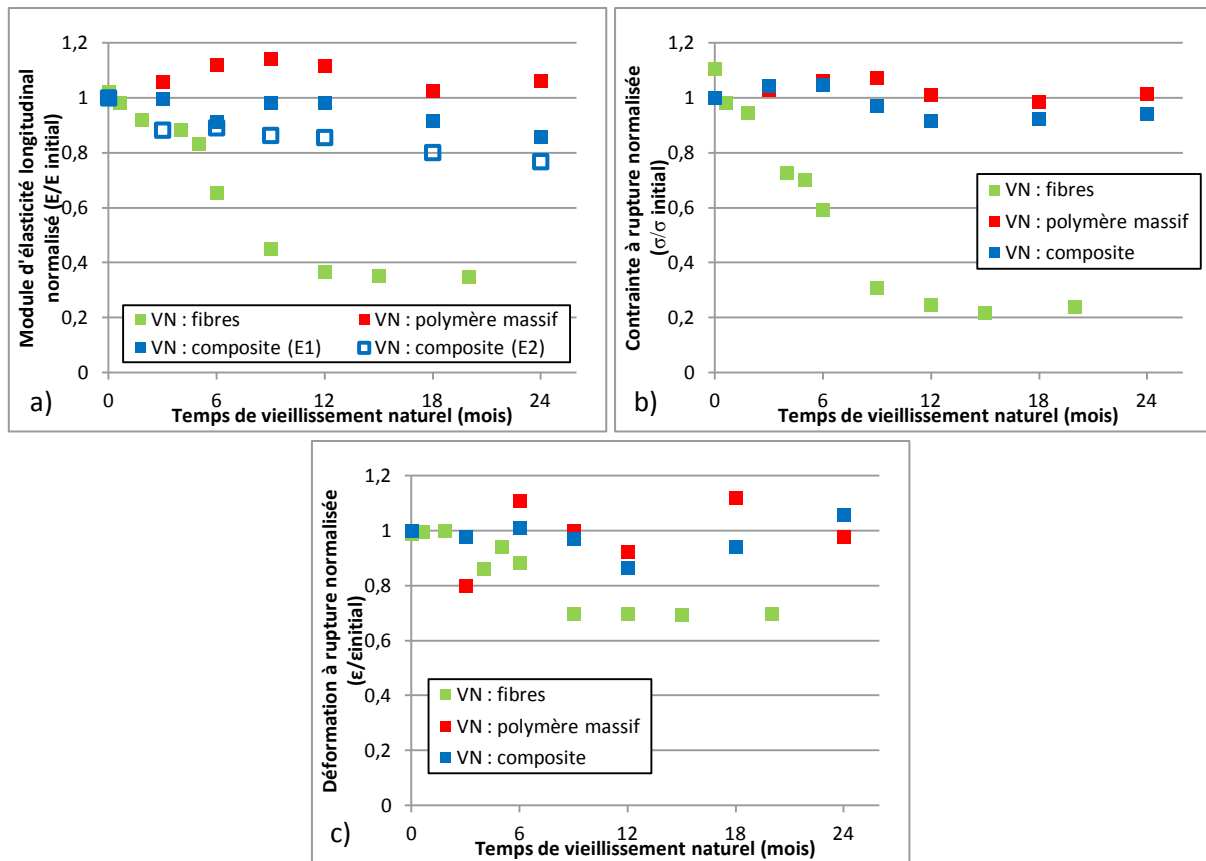 Module d'élasticité longitudinal
normalisé (E/E initial)
1,2
1
0,8
0,6
0,4
0,2
0
VN : fibres
VN : polymère massif
VN : composite (E1)
VN : composite (E2)
0 6 12 18 24
a)
Temps de vieillissement naturel (mois)
Contrainte à rupture normalisée
(σ/σ initial)
1,2
1
0,8
0,6
0,4
0,2
0
VN : fibres
VN : polymère massif
VN : composite
0 6 12 18 24
b)
Temps de vieillissement naturel (mois)
Déformation à rupture normalisée
(ε/εinitial)
1,2
1
0,8
0,6
0,4
0,2
0
VN : fibres
VN : polymère massif
VN : composite
0 6 12 18 24
c)
Temps de vieillissement naturel (mois)